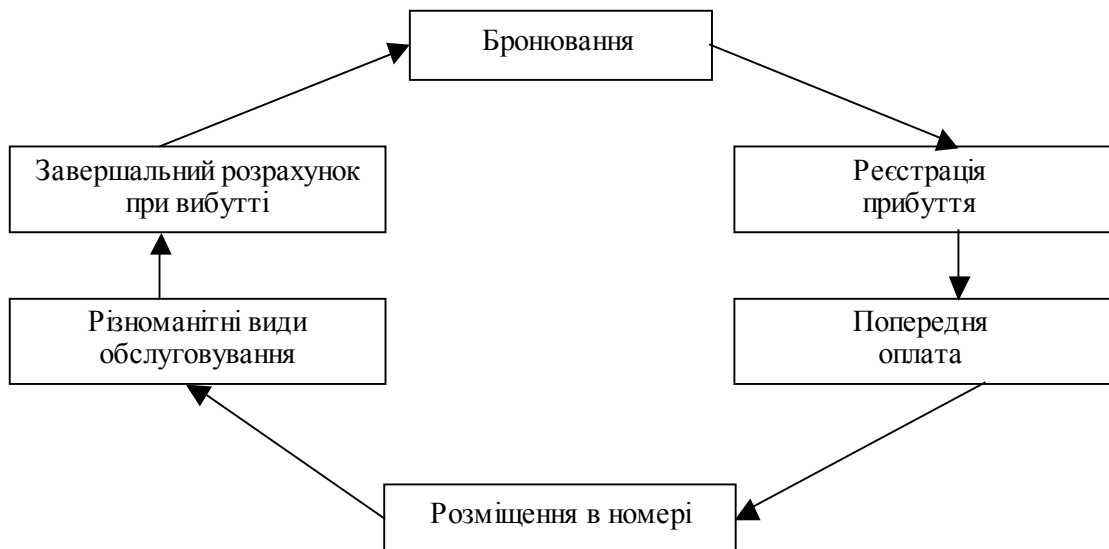 Бронювання
Завершальний розрахунок
при вибутті
Реєстрація
прибуття
Різноманітні види
обслуговування
Попередня
оплата
Розміщення в номері